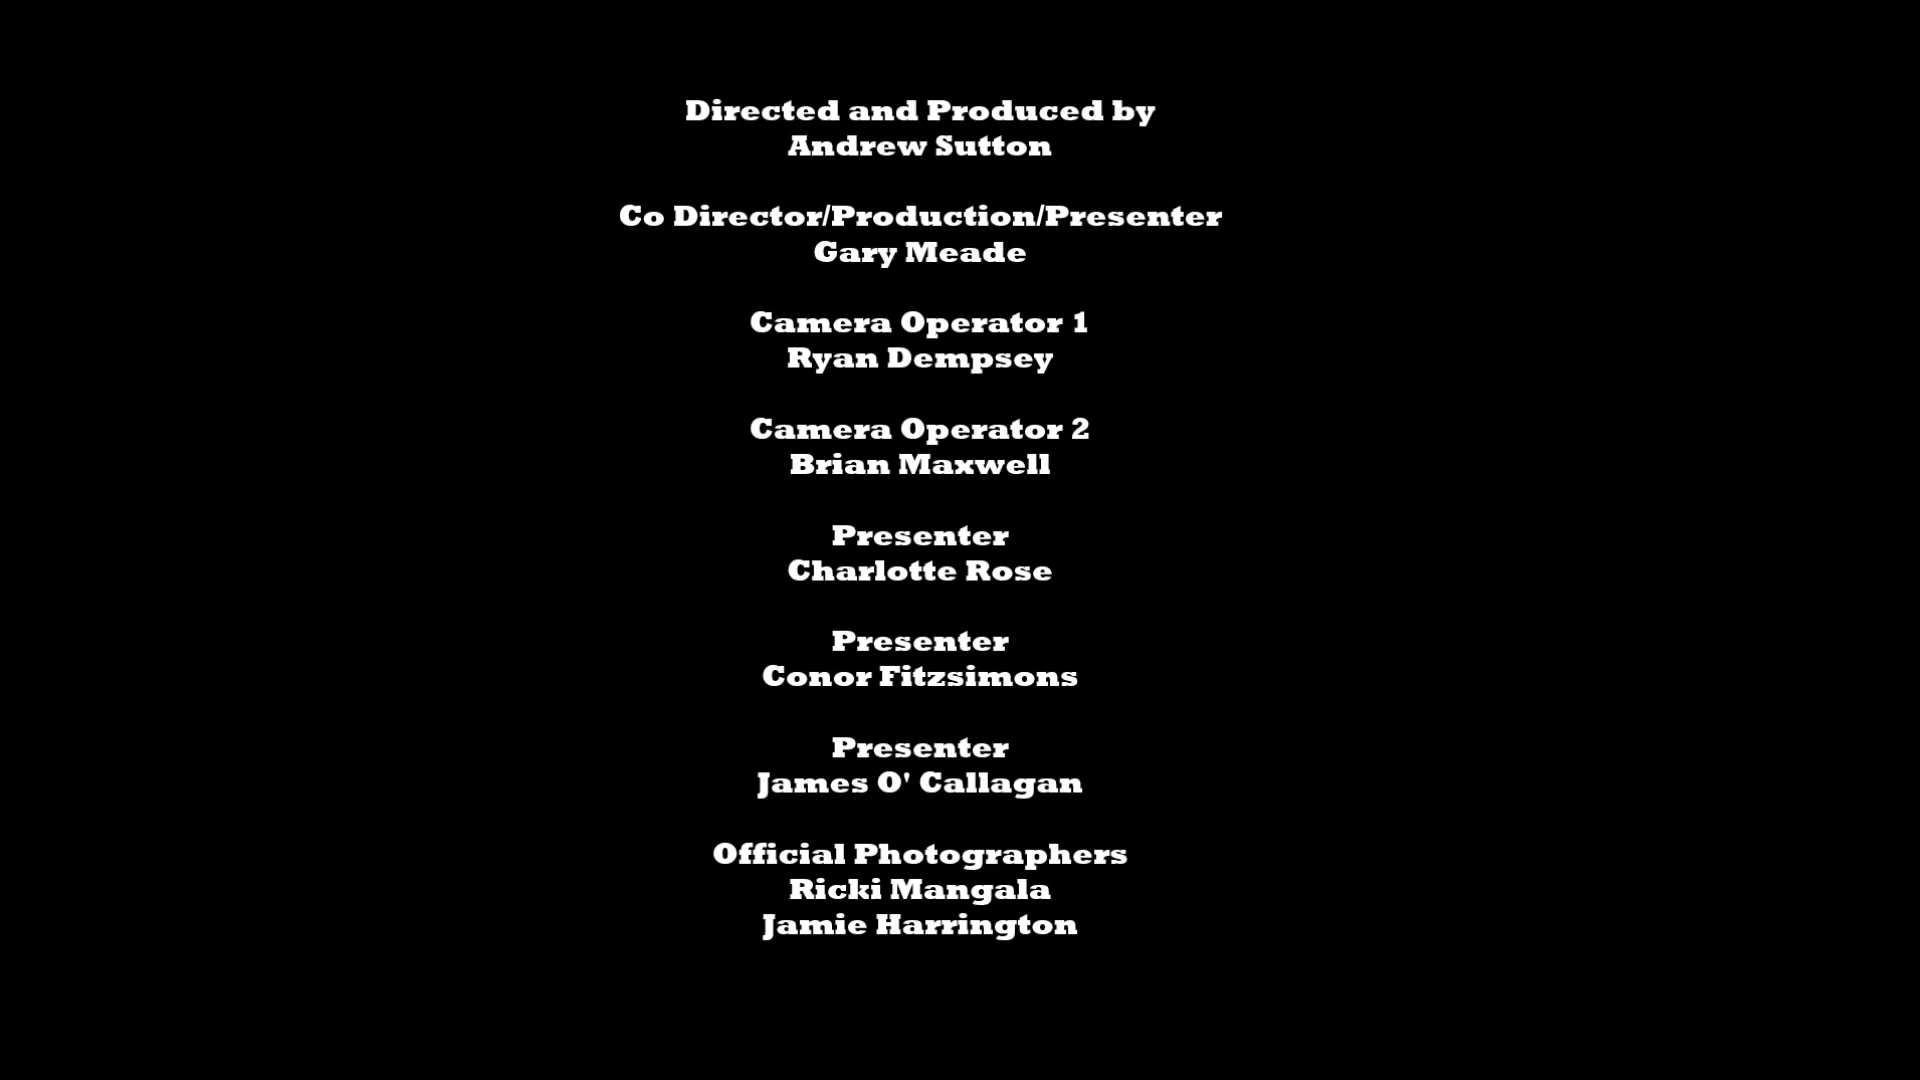 Directed and Produced by
Andrew Sutton
Co Director/Production/Presenter
Gary Meade
Camera Operator 1
Ryan Dempsey
Camera Operator 2
Brian Maxwell
Presenter
Charlotte Rose
Presenter
Conor Fitzsimons
Presenter
James O' Callagan
Official Photographers
Ricki Mangala
Jamie Harrington